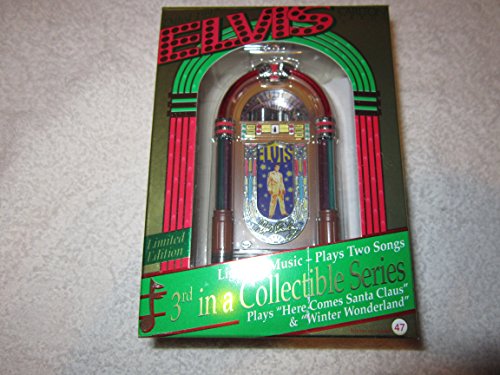 ELVIS
ELVIS
Limited
Edition
Music - Plays Two Songs
3rd in a Collectible Series
Plays "Here Comes Santa Claus"
& "Winter Wonderland"
47